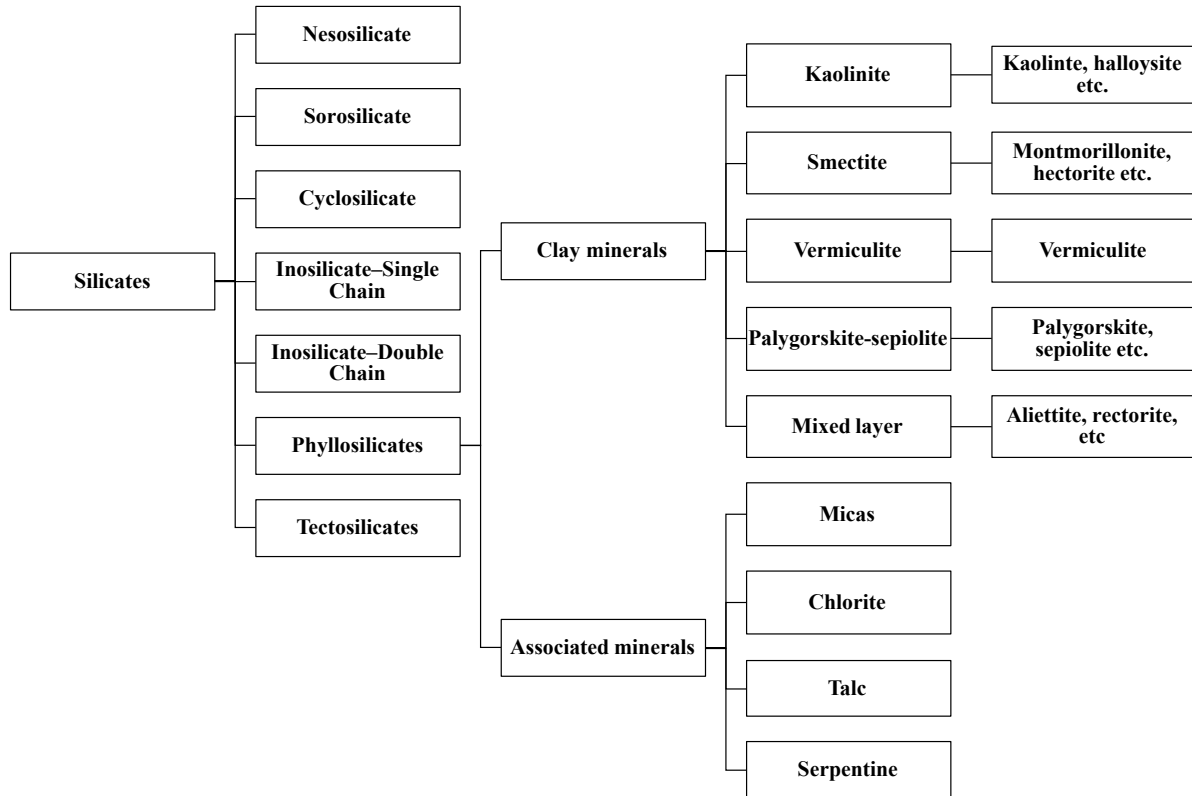 Silicates
Nesosilicate
Sorosilicate
Cyclosilicate
Inosilicate–Single
Chain
Inosilicate–Double
Chain
Phyllosilicates
Tectosilicates
Clay minerals
Associated minerals
Kaolinite
Smectite
Vermiculite
Palygorskite-sepiolite
Mixed layer
Micas
Chlorite
Talc
Serpentine
Kaolinte, halloysite
etc.
Montmorillonite,
hectorite etc.
Vermiculite
Palygorskite,
sepiolite etc.
Aliettite, rectorite,
etc